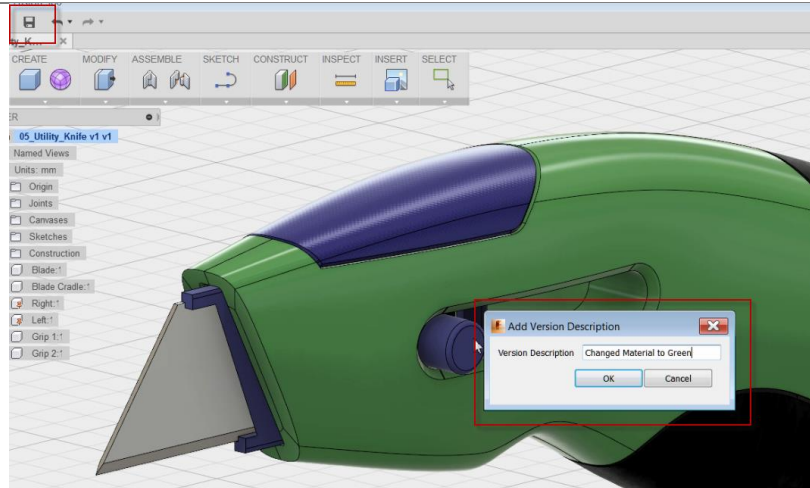 CREATE MODIFY ASSEMBLE SKETCH CONSTRUCT INSPECT INSERT SELECT
05_Utility_Knife v1 v1
Named Views
Units: mm
Origin
Joints
Canvases
Sketches
Construction
Blade:1
Blade Cradle:1
Right:1
Left:1
Grip 1:1
Grip 2:1
Add Version Description
Version Description Changed Material to Green
OK Cancel